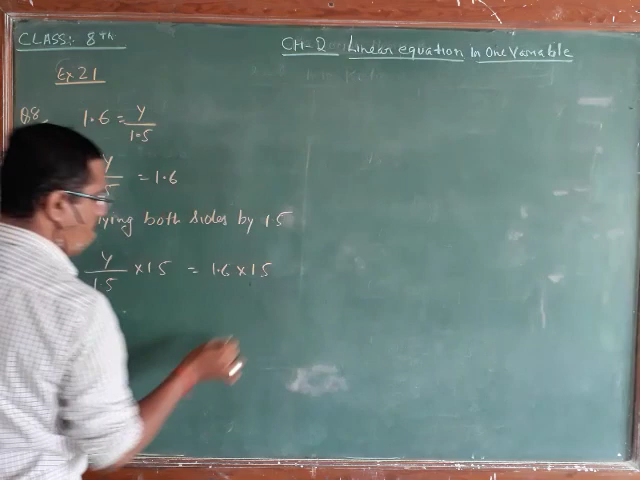 CLASS:- 8TH
CH-2 Linear equation in One Variable
Ex 2.1
Q8. 1.6 = y/1.5
y/1.5 = 1.6
both sides by 1.5
y/1.5 × 1.5 = 1.6 × 1.5